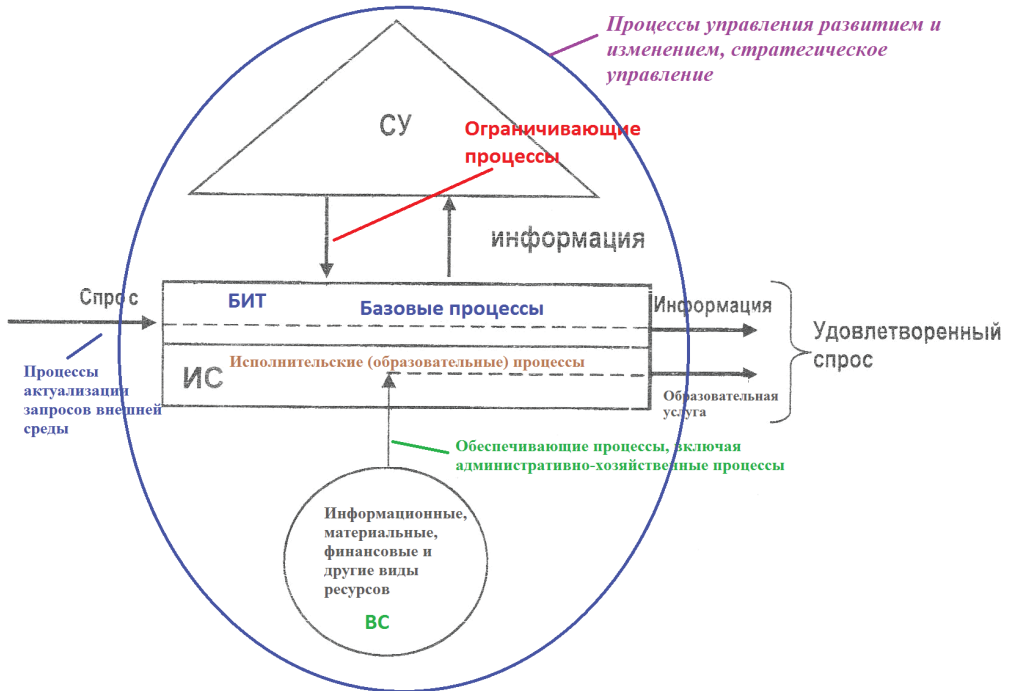 Процессы управления развитием и
изменением, стратегическое
управление
СУ
Ограничивающие
процессы
информация
Спрос
БИТ
Базовые процессы
Информация
Удовлетворенный
спрос
Исполнительские (образовательные) процессы
ИС
Процессы
актуализации
запросов внешней
среды
Образовательная
услуга
Обеспечивающие процессы, включая
административно-хозяйственные процессы
Информационные,
материальные,
финансовые и
другие виды
ресурсов
ВС